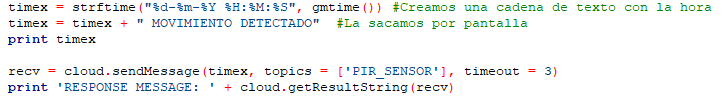 timex = strftime("%d-%m-%Y %H:%M:%S", gmtime()) #Creamos una cadena de texto con la hora
timex = timex + " MOVIMIENTO DETECTADO"  #La sacamos por pantalla
print timex
recv = cloud.sendMessage(timex, topics = ['PIR_SENSOR'], timeout = 3)
print 'RESPONSE MESSAGE: ' + cloud.getResultString(recv)